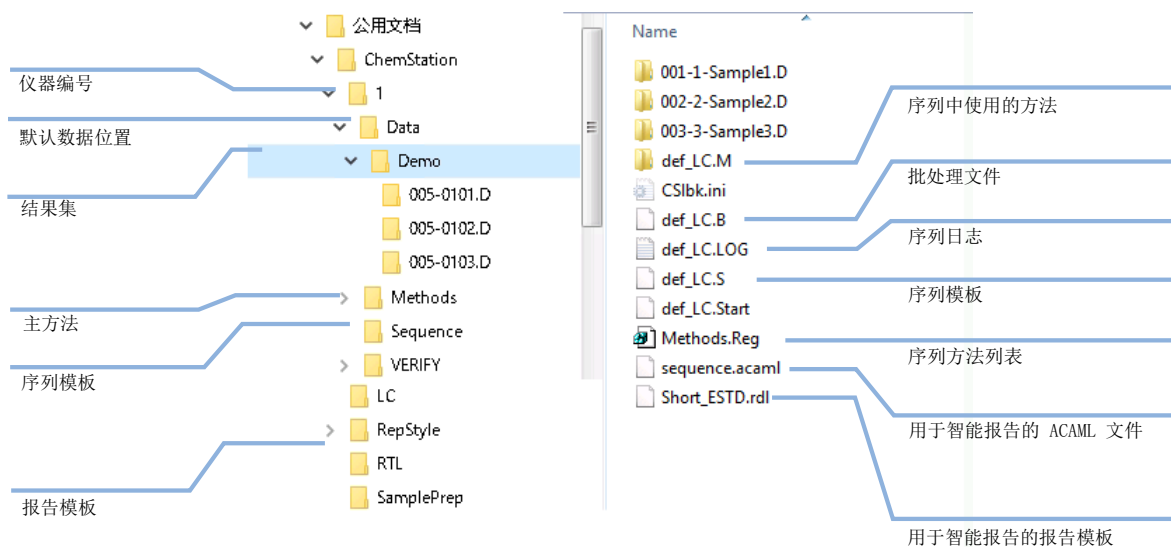 公用文档
ChemStation
1
Data
Demo
005-0101.D
005-0102.D
005-0103.D
Methods
Sequence
VERIFY
LC
RepStyle
RTL
SamplePrep
仪器编号
默认数据位置
结果集
主方法
序列模板
报告模板
Name
001-1-Sample1.D
002-2-Sample2.D
003-3-Sample3.D
def_LC.M
CSlbk.ini
def_LC.B
def_LC.LOG
def_LC.S
def_LC.Start
Methods.Reg
sequence.acaml
Short_ESTD.rdl
序列中使用的方法
批处理文件
序列日志
序列模板
序列方法列表
用于智能报告的 ACAML 文件
用于智能报告的报告模板